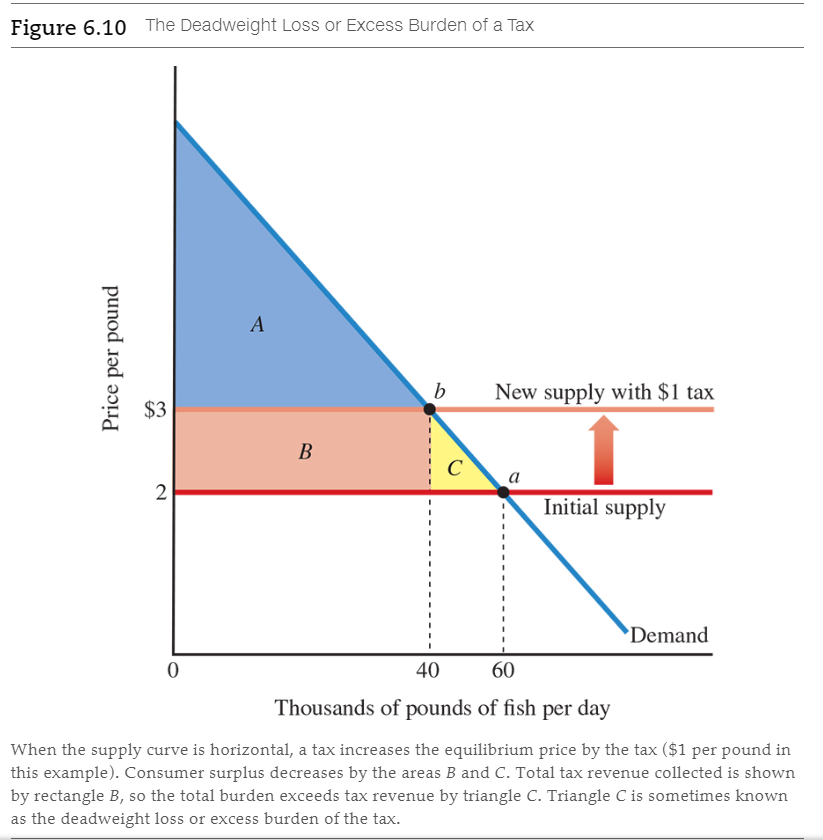 Figure 6.10 The Deadweight Loss or Excess Burden of a Tax
Price per pound
A
b
New supply with $1 tax
$3
B
C
a
2
Initial supply
Demand
0
40
60
Thousands of pounds of fish per day
When the supply curve is horizontal, a tax increases the equilibrium price by the tax ($1 per pound in
this example). Consumer surplus decreases by the areas B and C. Total tax revenue collected is shown
by rectangle B, so the total burden exceeds tax revenue by triangle C. Triangle C is sometimes known
as the deadweight loss or excess burden of the tax.